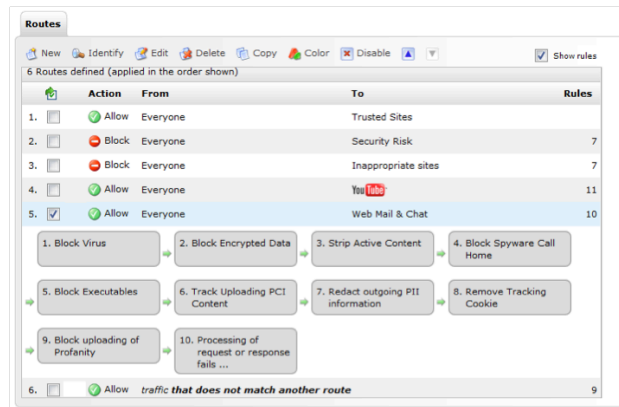 Routes
New Identify Edit Delete Copy Color Disable Show rules
6 Routes defined (applied in the order shown)
Action From To Rules
1. Allow Everyone Trusted Sites
2. Block Everyone Security Risk 7
3. Block Everyone Inappropriate sites 7
4. Allow Everyone YouTube 11
5. Allow Everyone Web Mail & Chat 10
1. Block Virus
2. Block Encrypted Data
3. Strip Active Content
4. Block Spyware Call
Home
5. Block Executables
6. Track Uploading PCI
Content
7. Redact outgoing PII
information
8. Remove Tracking
Cookie
9. Block uploading of
Profanity
10. Processing of
request or response
fails ...
6. Allow traffic that does not match another route 9